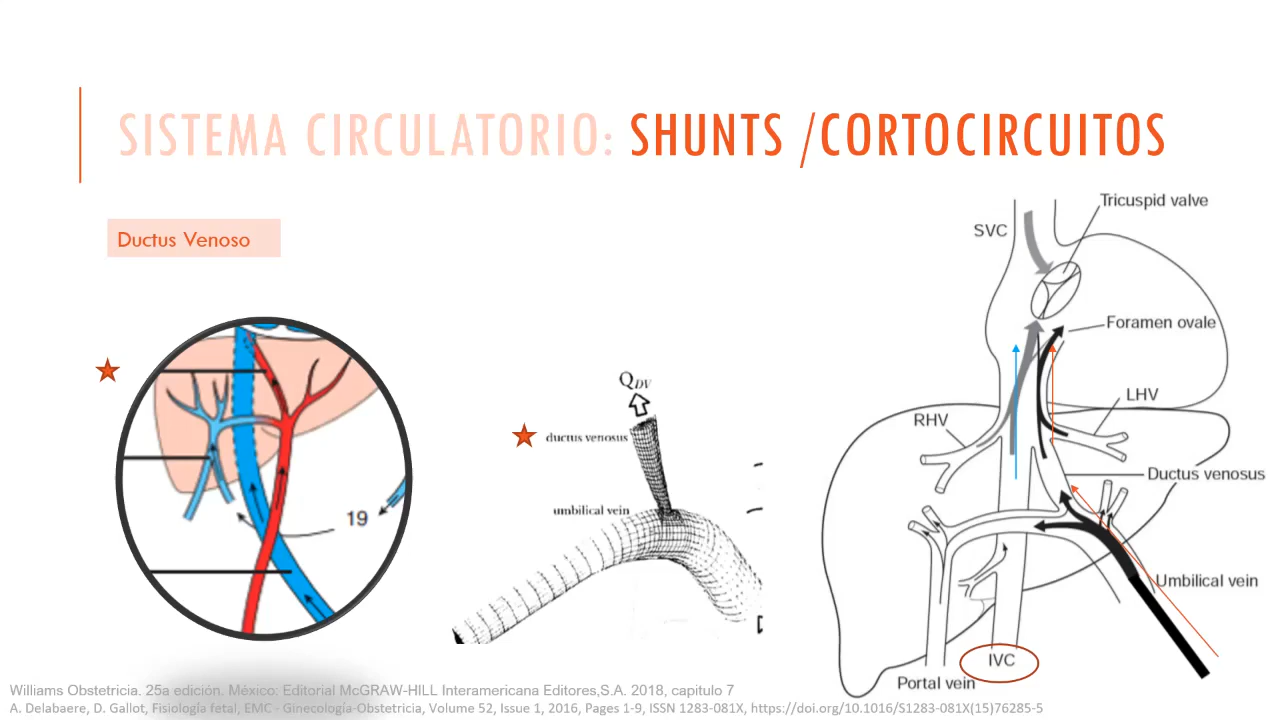 SISTEMA CIRCULATORIO: SHUNTS /CORTOCIRCUITOS
Ductus Venoso
19
QDV
ductus venosus
umbilical vein
Tricuspid valve
SVC
Foramen ovale
LHV
RHV
Ductus venosus
Umbilical vein
IVC
Portal vein
Williams Obstetricia. 25a edición. México: Editorial McGRAW-HILL Interamericana Editores,S.A. 2018, capitulo 7
A. Delabaere, D. Gallot, Fisiología fetal, EMC - Ginecología-Obstetricia, Volume 52, Issue 1, 2016, Pages 1-9, ISSN 1283-081X, https://doi.org/10.1016/S1283-081X(15)76285-5